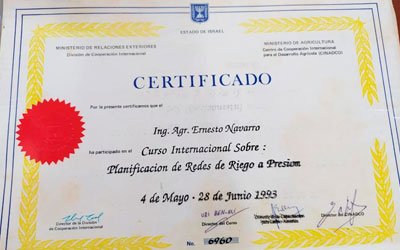 ESTADO DE ISRAEL
MINISTERIO DE RELACIONES EXTERIORES
División de Cooperación Internacional
MINISTERIO DE AGRICULTURA
Centro de Cooperación Internacional
para el Desarrollo Agrícola (CINADCO)
CERTIFICADO
Por la presente certificamos que el
Ing. Agr. Ernesto Navarro
ha participado en el Curso Internacional Sobre :
Planificacion de Redes de Riego a Presion
4 de Mayo - 28 de Junio 1993
Director de la División
de Cooperación Internacional
Director del Curso
Director de CINADCO
No. 6960